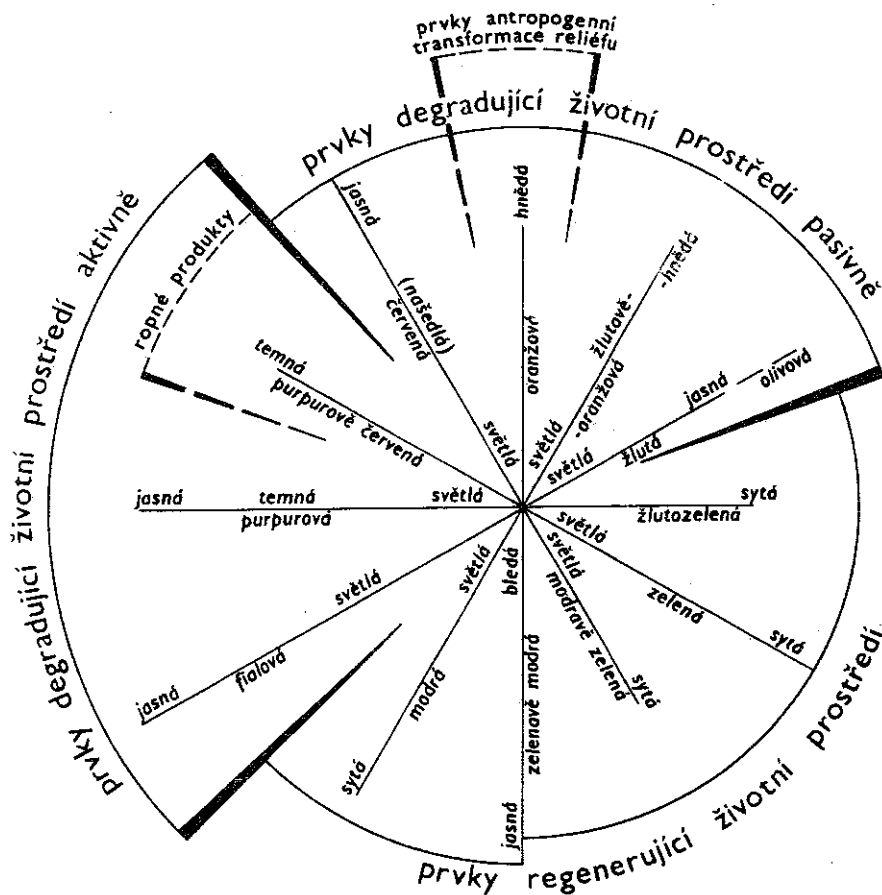 prvky antropogenní
transformace reliéfu
prvky degradující životní prostředí pasivně
prvky degradující životní prostředí aktivně
ropné produkty
prvky regenerující životní prostředí
jasná
(našedlá)
červená
světlá
hnědá
oranžová
žlutově-
-hnědá
světlá
-oranžová
jasná
olivová
světlá
žlutá
sytá
žlutozelená
světlá
zelená
sytá
světlá
modravě zelená
sytá
bledá
zelenavě modrá
jasná
světlá
modrá
sytá
světlá
fialová
jasná
jasná
temná
světlá
purpurová
temná
purpurově červená